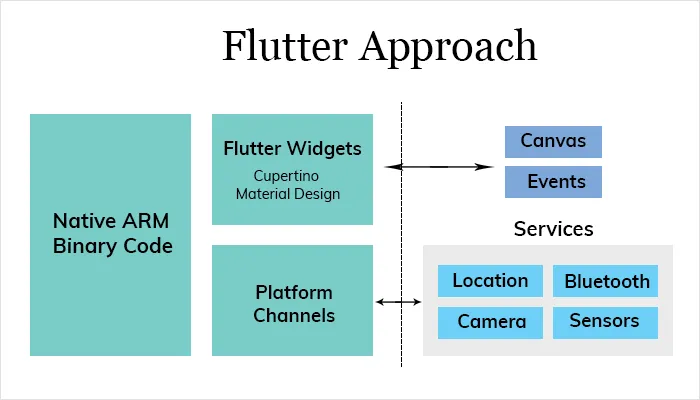 Flutter Approach
Native ARM
Binary Code
Flutter Widgets
Cupertino
Material Design
Platform
Channels
Canvas
Events
Services
Location
Bluetooth
Camera
Sensors